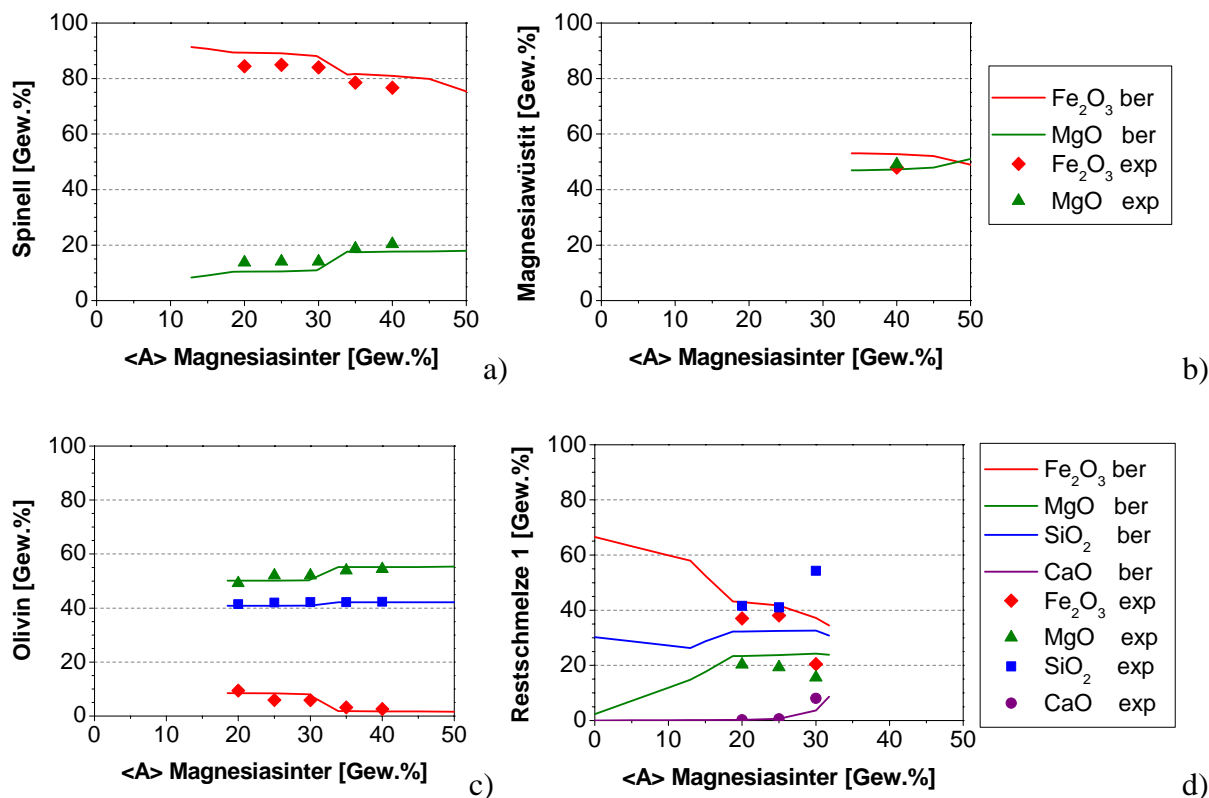 100
80
60
40
20
0
Spinell [Gew.%]
0 10 20 30 40 50
<A> Magnesiasinter [Gew.%]
a)
100
80
60
40
20
0
Magnesiawüstit [Gew.%]
0 10 20 30 40 50
<A> Magnesiasinter [Gew.%]
b)
Fe₂O₃ ber
MgO ber
Fe₂O₃ exp
MgO exp
100
80
60
40
20
0
Olivin [Gew.%]
0 10 20 30 40 50
<A> Magnesiasinter [Gew.%]
c)
100
80
60
40
20
0
Restschmelze 1 [Gew.%]
0 10 20 30 40 50
<A> Magnesiasinter [Gew.%]
d)
Fe₂O₃ ber
MgO ber
SiO₂ ber
CaO ber
Fe₂O₃ exp
MgO exp
SiO₂ exp
CaO exp